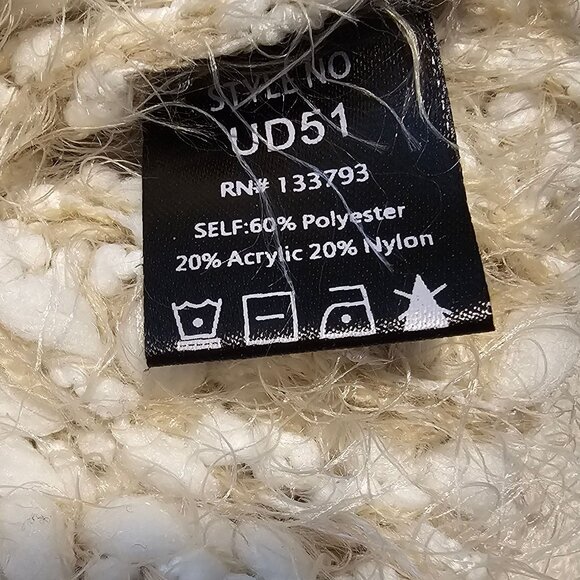 STYLE NO
UD51
RN# 133793
SELF:60% Polyester
20% Acrylic 20% Nylon